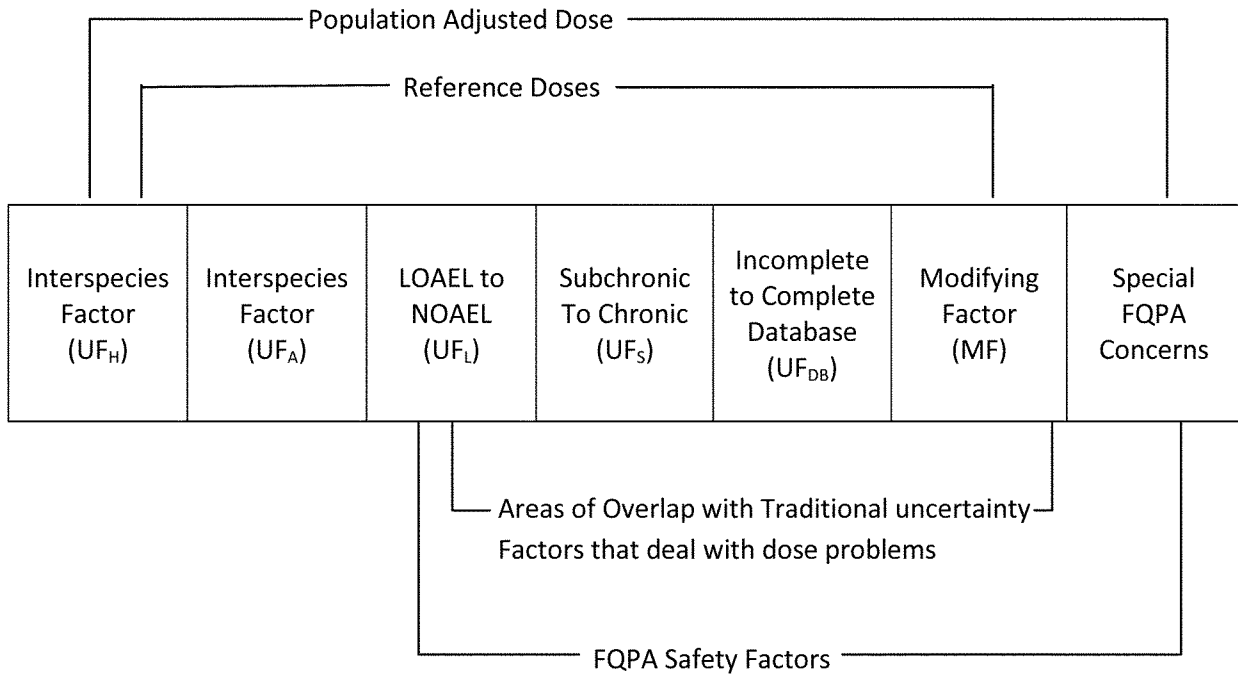 Population Adjusted Dose
Reference Doses
Interspecies
Factor
(UFH)
Interspecies
Factor
(UFA)
LOAEL to
NOAEL
(UFL)
Subchronic
To Chronic
(UFS)
Incomplete
to Complete
Database
(UFDB)
Modifying
Factor
(MF)
Special
FQPA
Concerns
Areas of Overlap with Traditional uncertainty
Factors that deal with dose problems
FQPA Safety Factors